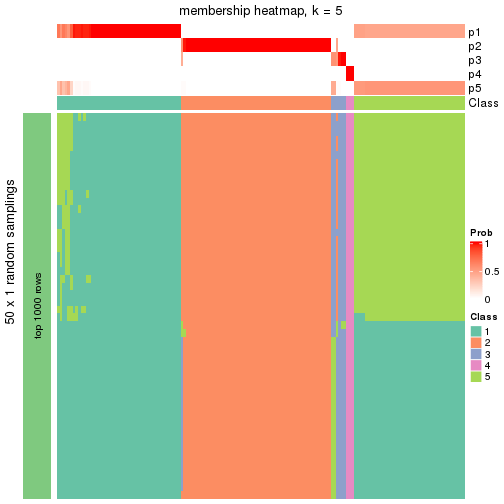 membership heatmap, k = 5
p1
p2
p3
p4
p5
Class
50 x 1 random samplings
top 1000 rows
Prob
1
0.5
0
Class
1
2
3
4
5